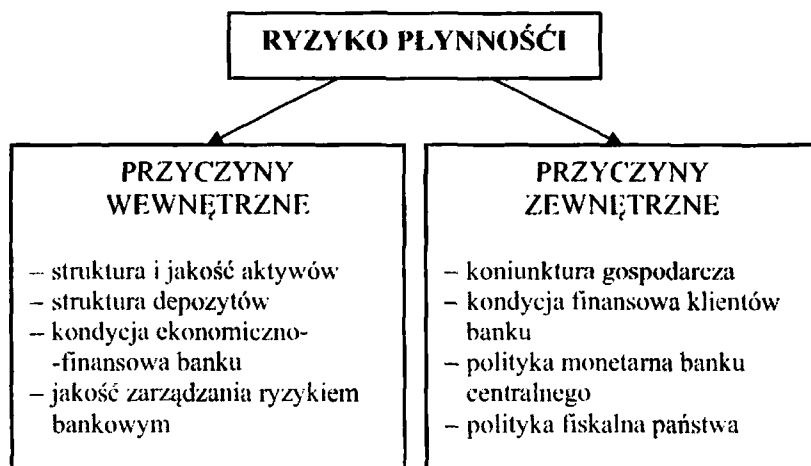 RYZYKO PŁYNNOŚĆI
PRZYCZYNY
WEWNĘTRZNE
– struktura i jakość aktywów
– struktura depozytów
– kondycja ekonomiczno-
-finansowa banku
– jakość zarządzania ryzykiem
bankowym
PRZYCZYNY
ZEWNĘTRZNE
– koniunktura gospodarcza
– kondycja finansowa klientów
banku
– polityka monetarna banku
centralnego
– polityka fiskalna państwa